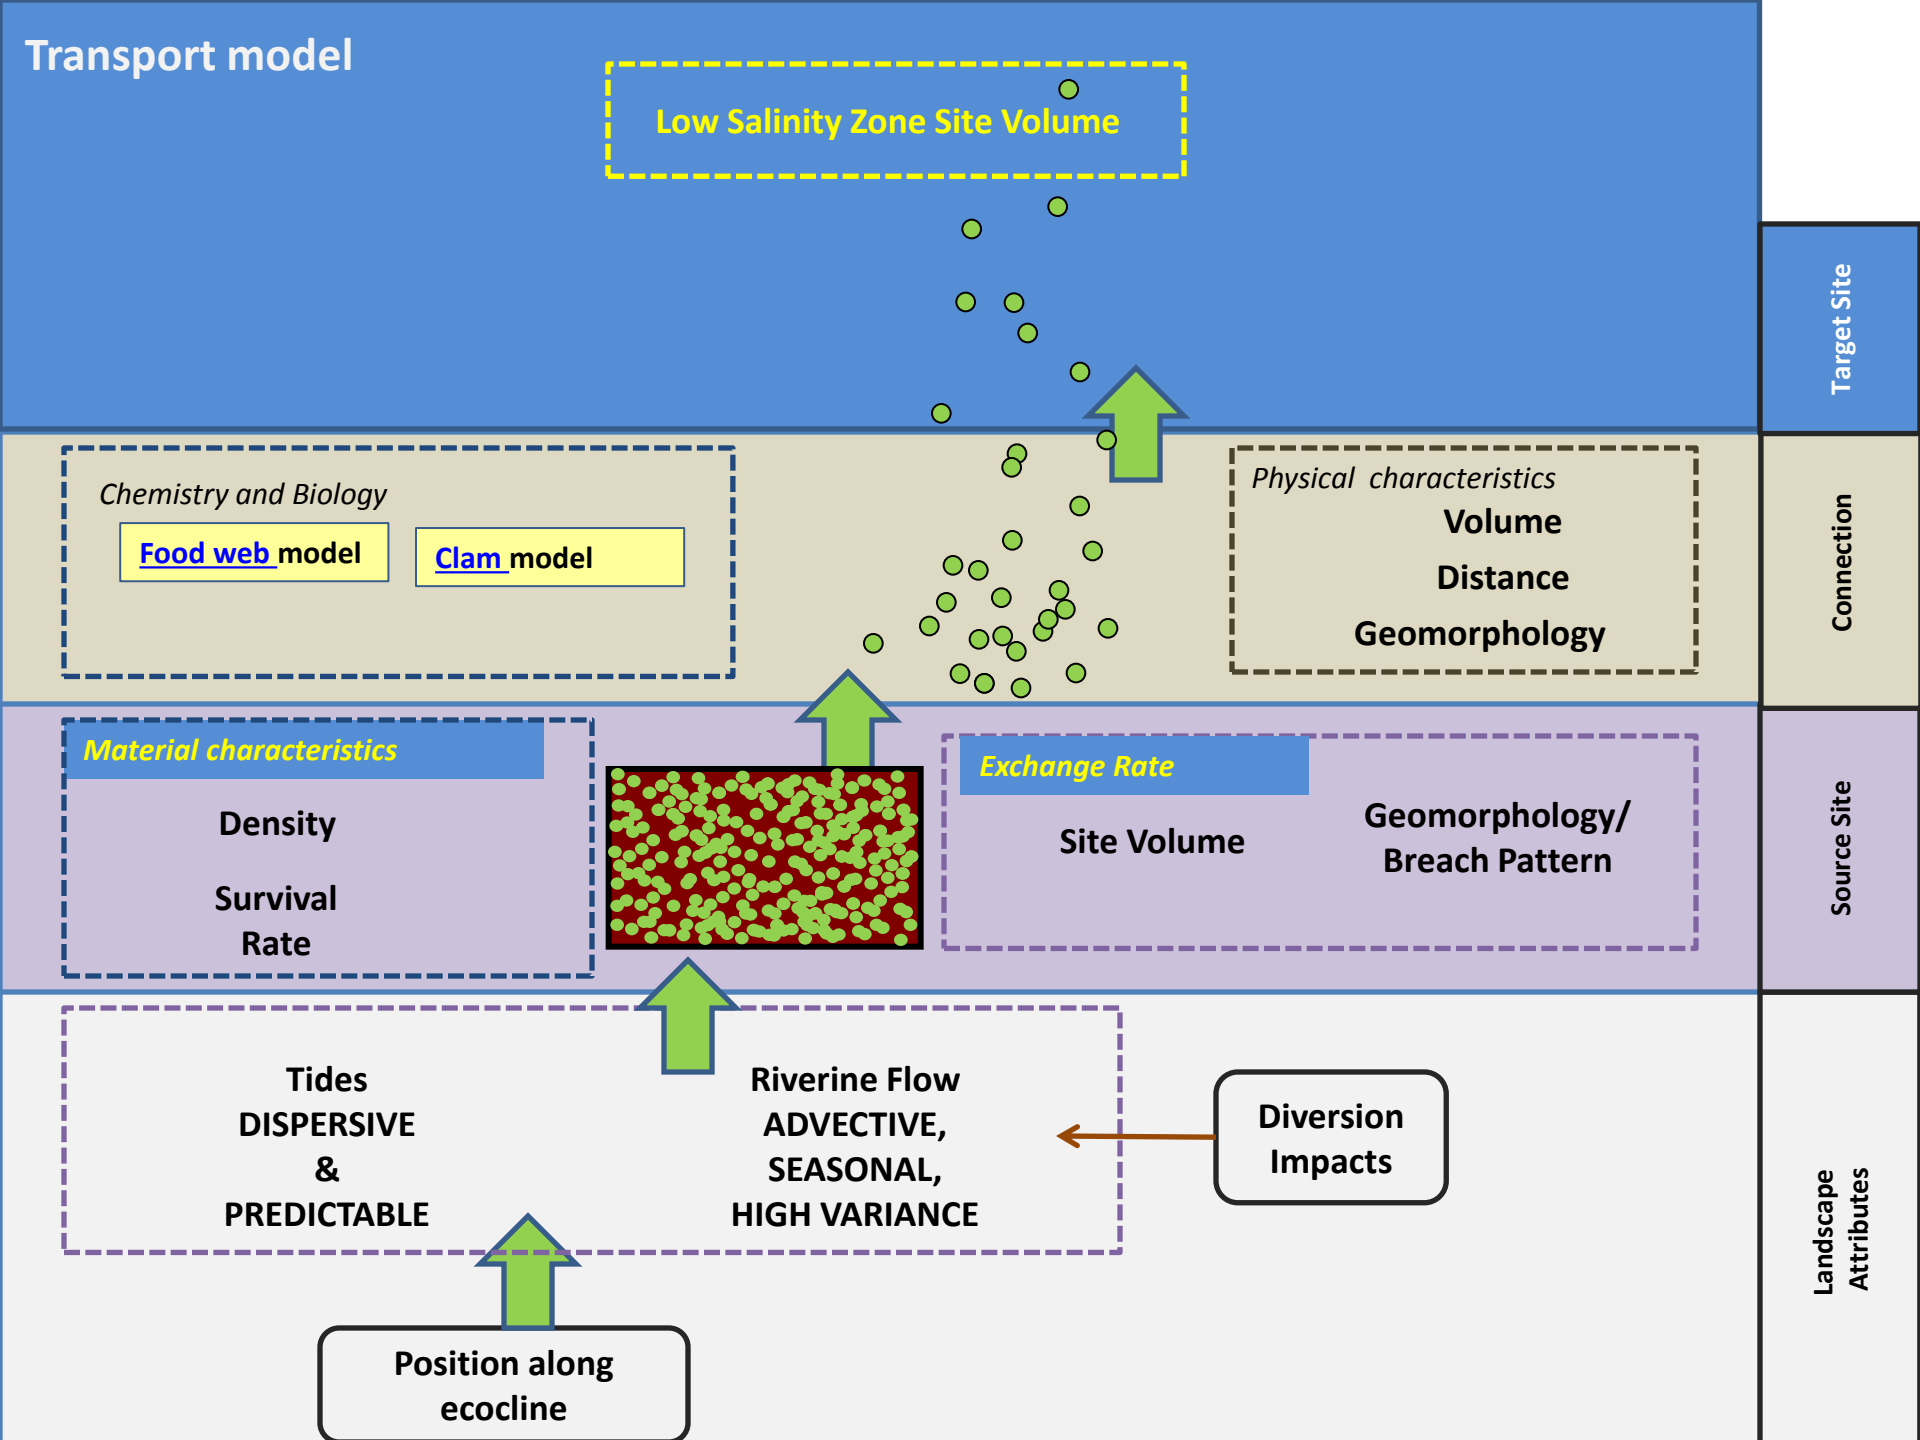 Transport model
Low Salinity Zone Site Volume
Target Site
Chemistry and Biology
Food web model
Clam model
Physical  characteristics
Volume
Distance
Geomorphology
Connection
Material characteristics
Density
Survival
Rate
Exchange Rate
Site Volume
Geomorphology/
Breach Pattern
Source Site
Tides
DISPERSIVE
&
PREDICTABLE
Riverine Flow
ADVECTIVE,
SEASONAL,
HIGH VARIANCE
Diversion
Impacts
Position along
ecocline
Landscape
Attributes